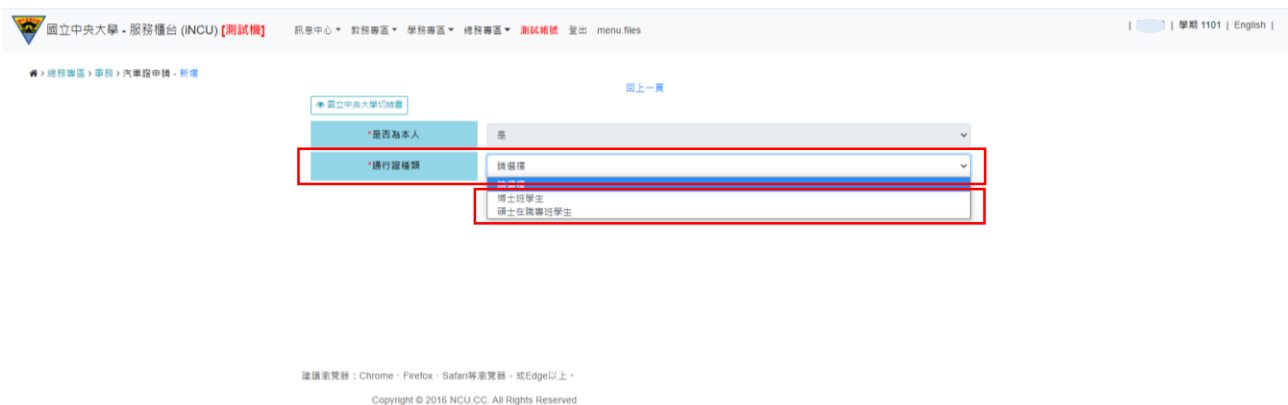 國立中央大學 - 服務櫃台 (iNCU) [測試機] 訊息中心 教務專區 學務專區 總務專區 測試帳號 登出 menu.files | | 學期 1101 | English |
> 總務專區 > 事務 > 汽車證申請 - 新增
回上一頁
國立中央大學切結書
*是否為本人 是
*通行證種類 請選擇
請選擇
博士班學生
碩士在職專班學生
建議瀏覽器：Chrome、Firefox、Safari等瀏覽器，或Edge以上。
Copyright © 2016 NCU.CC. All Rights Reserved